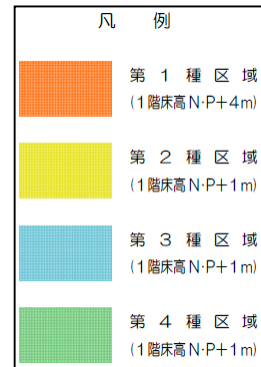 凡 例
第 1 種 区 域
(1階床高N·P+4m)
第 2 種 区 域
(1階床高N·P+1m)
第 3 種 区 域
(1階床高N·P+1m)
第 4 種 区 域
(1階床高N·P+1m)